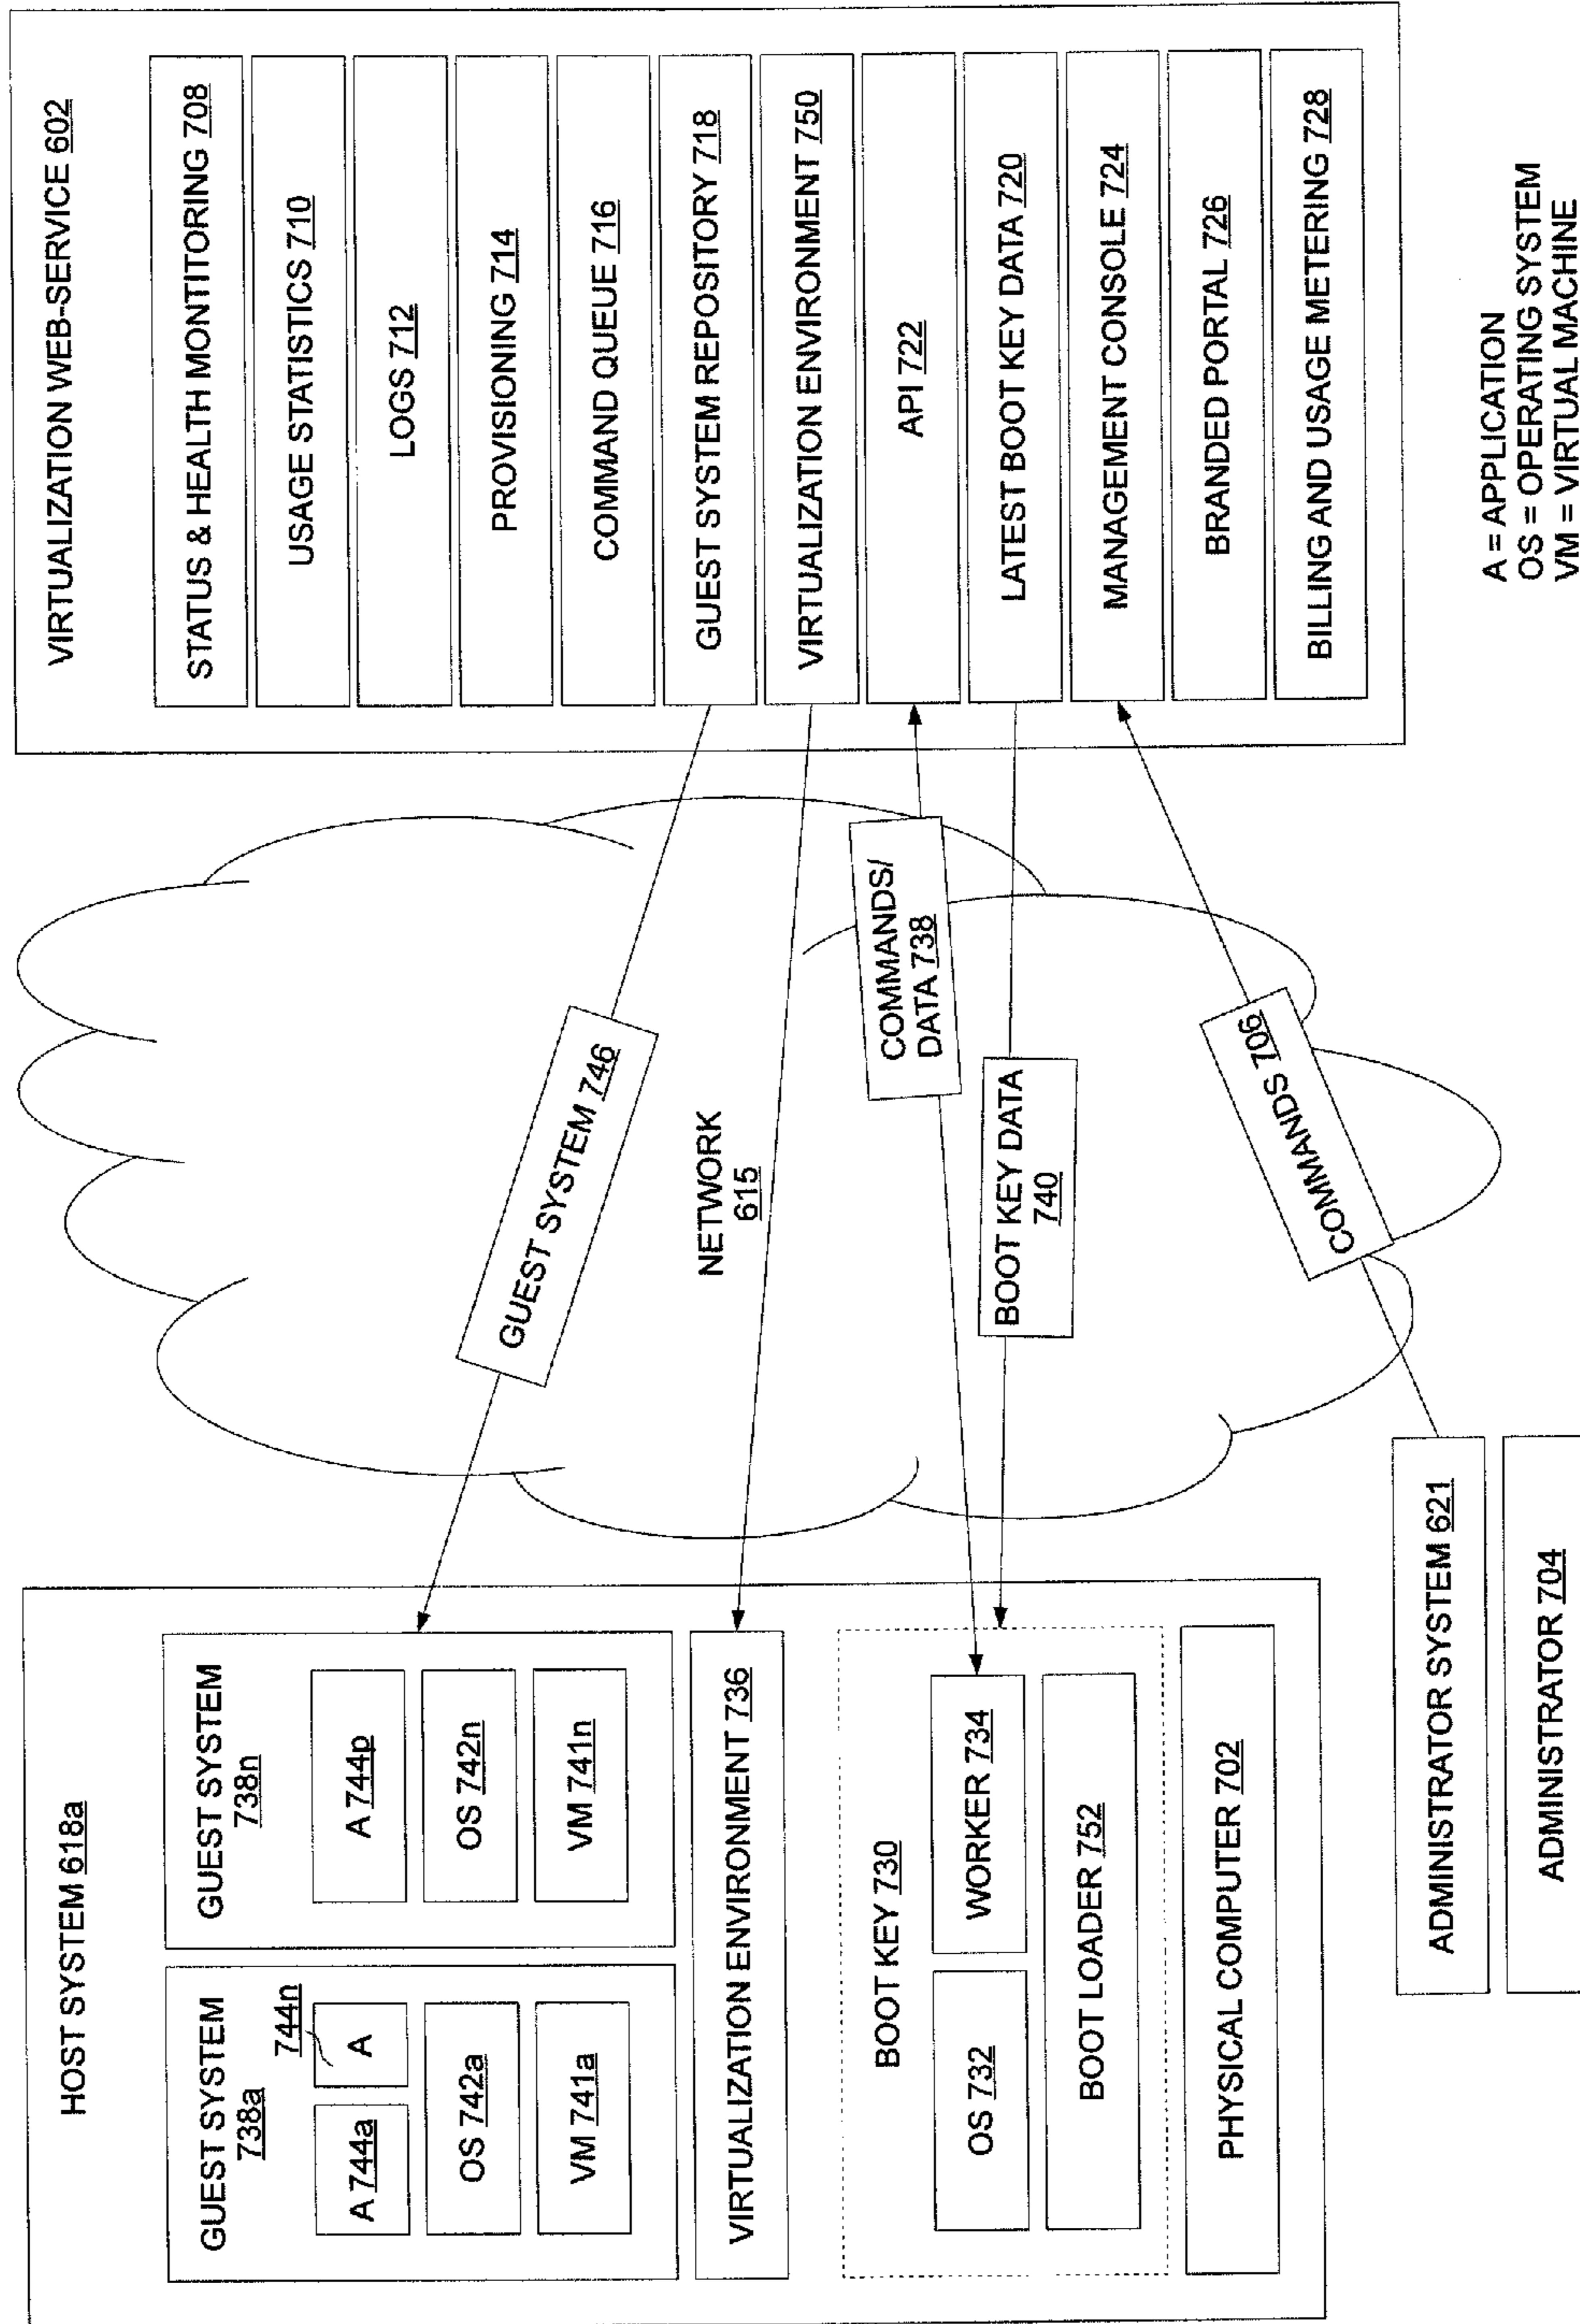 HOST SYSTEM 618a
GUEST SYSTEM
738a
744n
A 744a
A
OS 742a
VM 741a
GUEST SYSTEM
738n
A 744p
OS 742n
VM 741n
VIRTUALIZATION ENVIRONMENT 736
BOOT KEY 730
OS 732
WORKER 734
BOOT LOADER 752
PHYSICAL COMPUTER 702
ADMINISTRATOR SYSTEM 621
ADMINISTRATOR 704
GUEST SYSTEM 746
NETWORK
615
COMMANDS/
DATA 738
BOOT KEY DATA
740
COMMANDS 706
VIRTUALIZATION WEB-SERVICE 602
STATUS & HEALTH MONTITORING 708
USAGE STATISTICS 710
LOGS 712
PROVISIONING 714
COMMAND QUEUE 716
GUEST SYSTEM REPOSITORY 718
VIRTUALIZATION ENVIRONMENT 750
API 722
LATEST BOOT KEY DATA 720
MANAGEMENT CONSOLE 724
BRANDED PORTAL 726
BILLING AND USAGE METERING 728
A = APPLICATION
OS = OPERATING SYSTEM
VM = VIRTUAL MACHINE